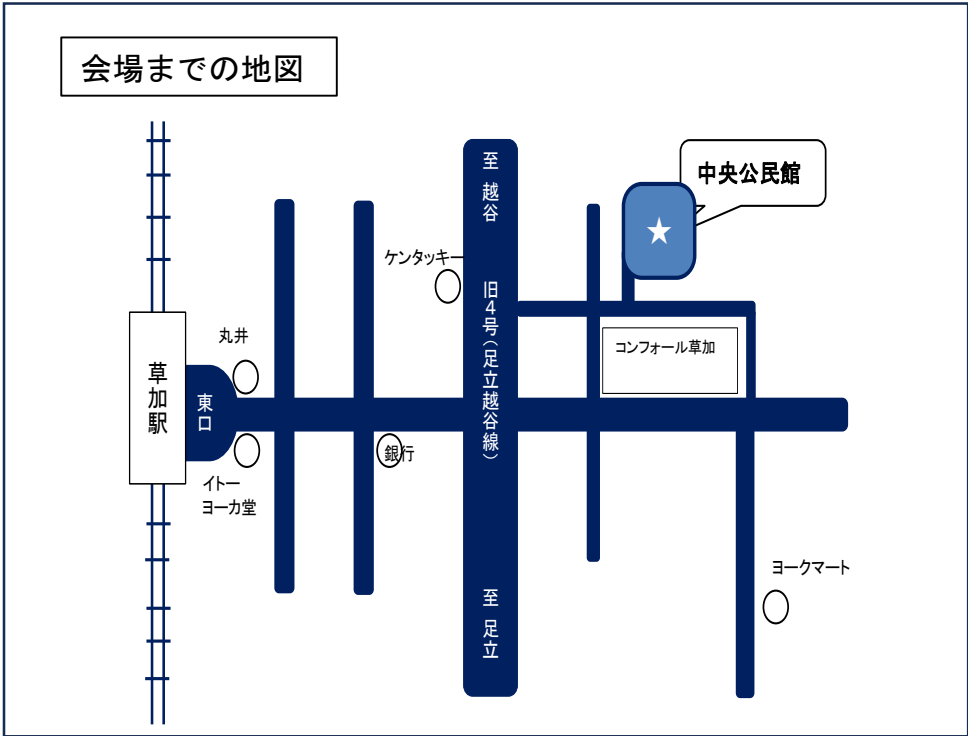 会場までの地図
中央公民館
至 越谷
旧4号(足立越谷線)
至 足立
ケンタッキー
丸井
草加駅
東口
コンフォール草加
銀行
イトー
ヨーカ堂
ヨークマート